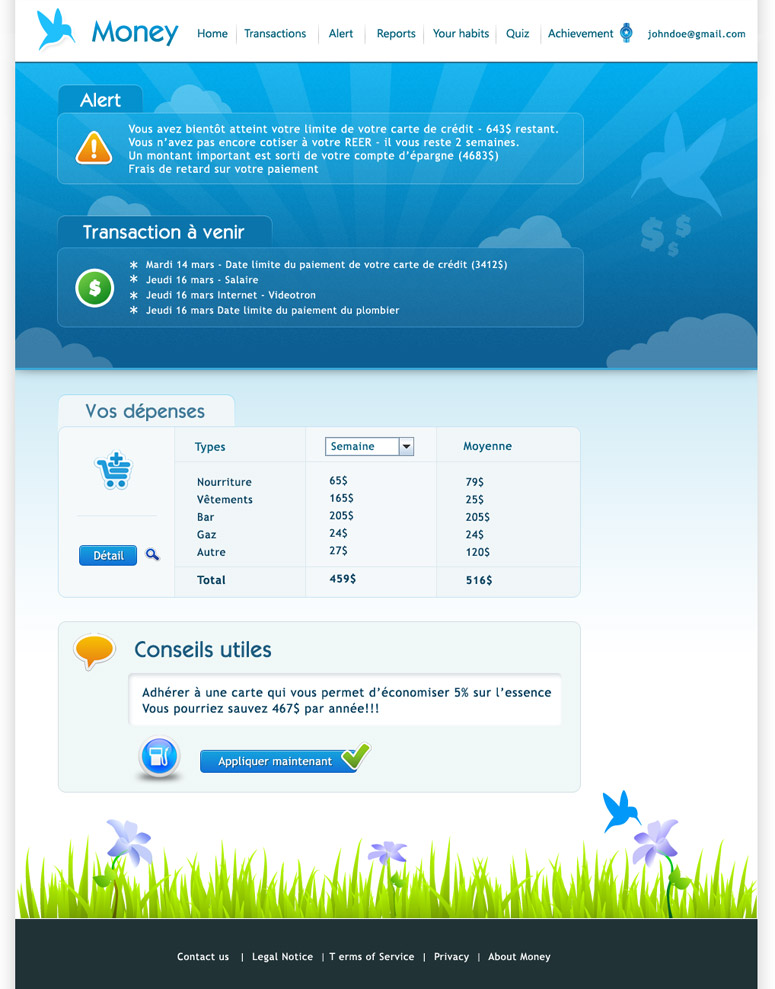 Money
Home Transactions Alert Reports Your habits Quiz Achievement johndoe@gmail.com
Alert
Vous avez bientôt atteint votre limite de votre carte de crédit - 643$ restant.
Vous n'avez pas encore cotiser à votre REER - il vous reste 2 semaines.
Un montant important est sorti de votre compte d'épargne (4683$)
Frais de retard sur votre paiement
Transaction à venir
* Mardi 14 mars - Date limite du paiement de votre carte de crédit (3412$)
* Jeudi 16 mars - Salaire
* Jeudi 16 mars Internet - Videotron
* Jeudi 16 mars Date limite du paiement du plombier
Vos dépenses
Types Semaine Moyenne
Nourriture 65$ 79$
Vêtements 165$ 25$
Bar 205$ 205$
Gaz 24$ 24$
Autre 27$ 120$
Total 459$ 516$
Détail
Conseils utiles
Adhérer à une carte qui vous permet d'économiser 5% sur l'essence
Vous pourriez sauvez 467$ par année!!!
Appliquer maintenant
Contact us | Legal Notice | T erms of Service | Privacy | About Money